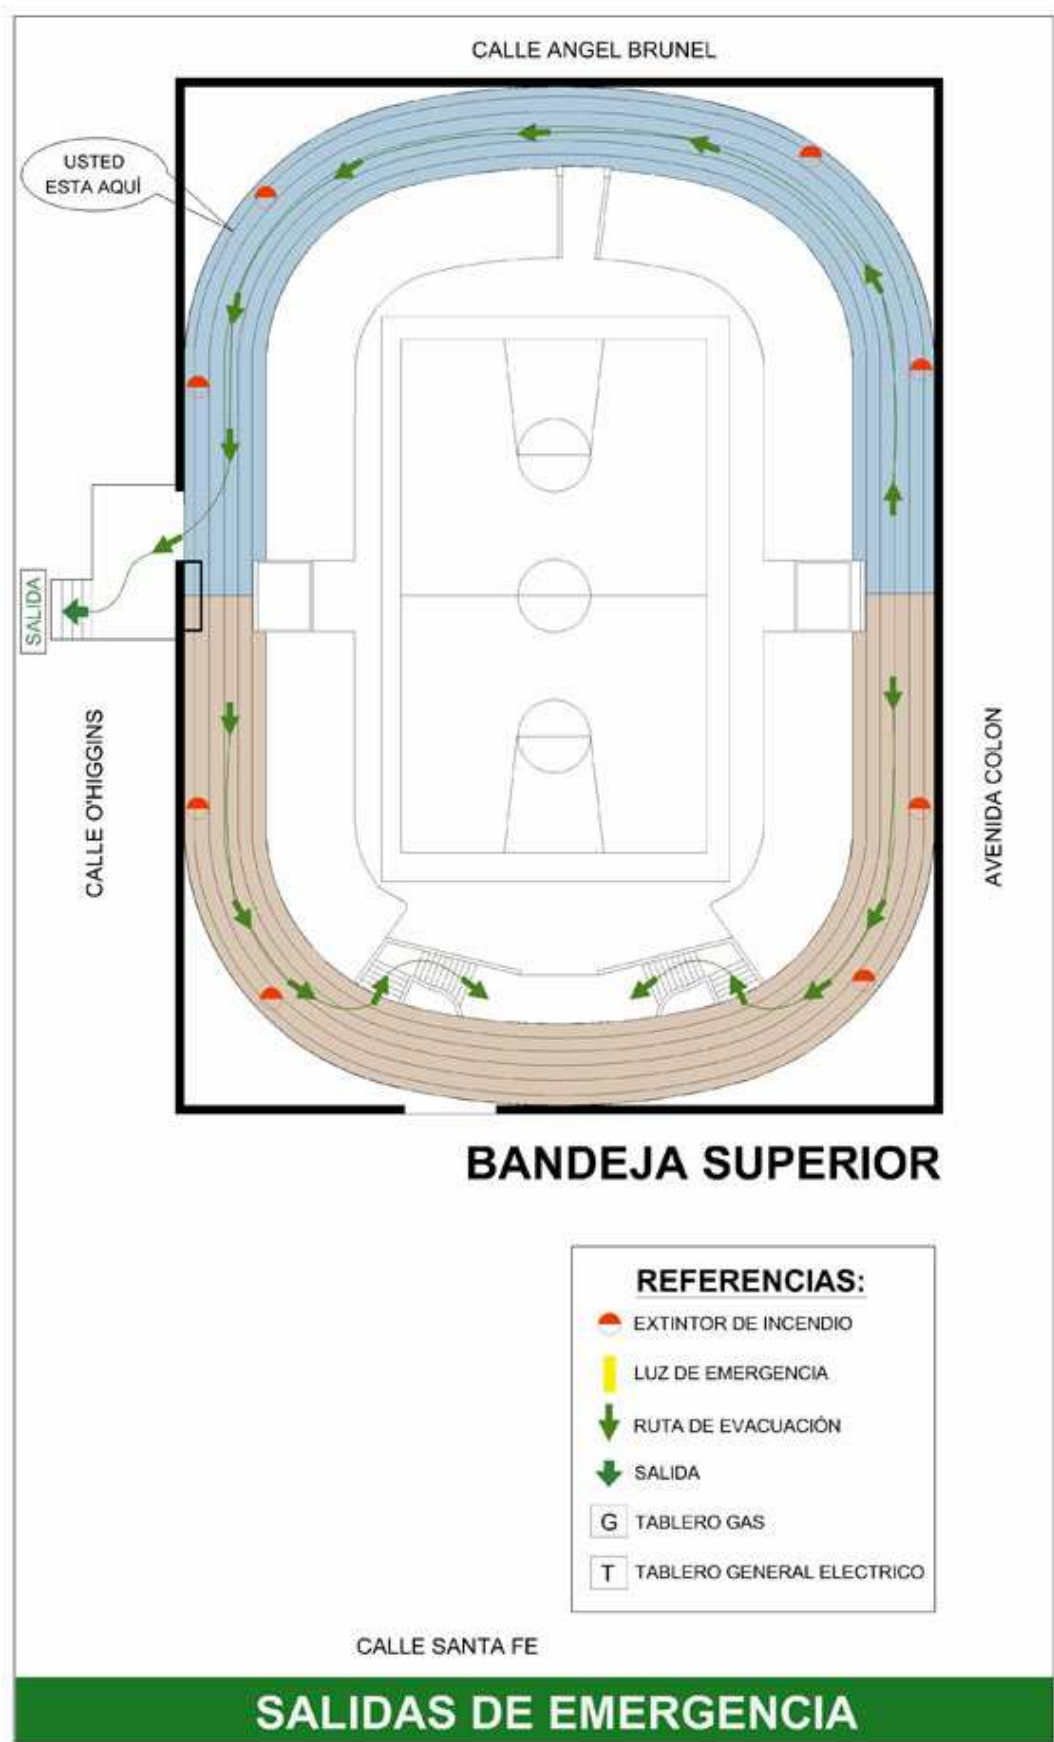 CALLE ANGEL BRUNEL
USTED
ESTA AQUÍ
SALIDA
CALLE O'HIGGINS
AVENIDA COLON
BANDEJA SUPERIOR
REFERENCIAS:
EXTINTOR DE INCENDIO
LUZ DE EMERGENCIA
RUTA DE EVACUACIÓN
SALIDA
G TABLERO GAS
T TABLERO GENERAL ELECTRICO
CALLE SANTA FE
SALIDAS DE EMERGENCIA